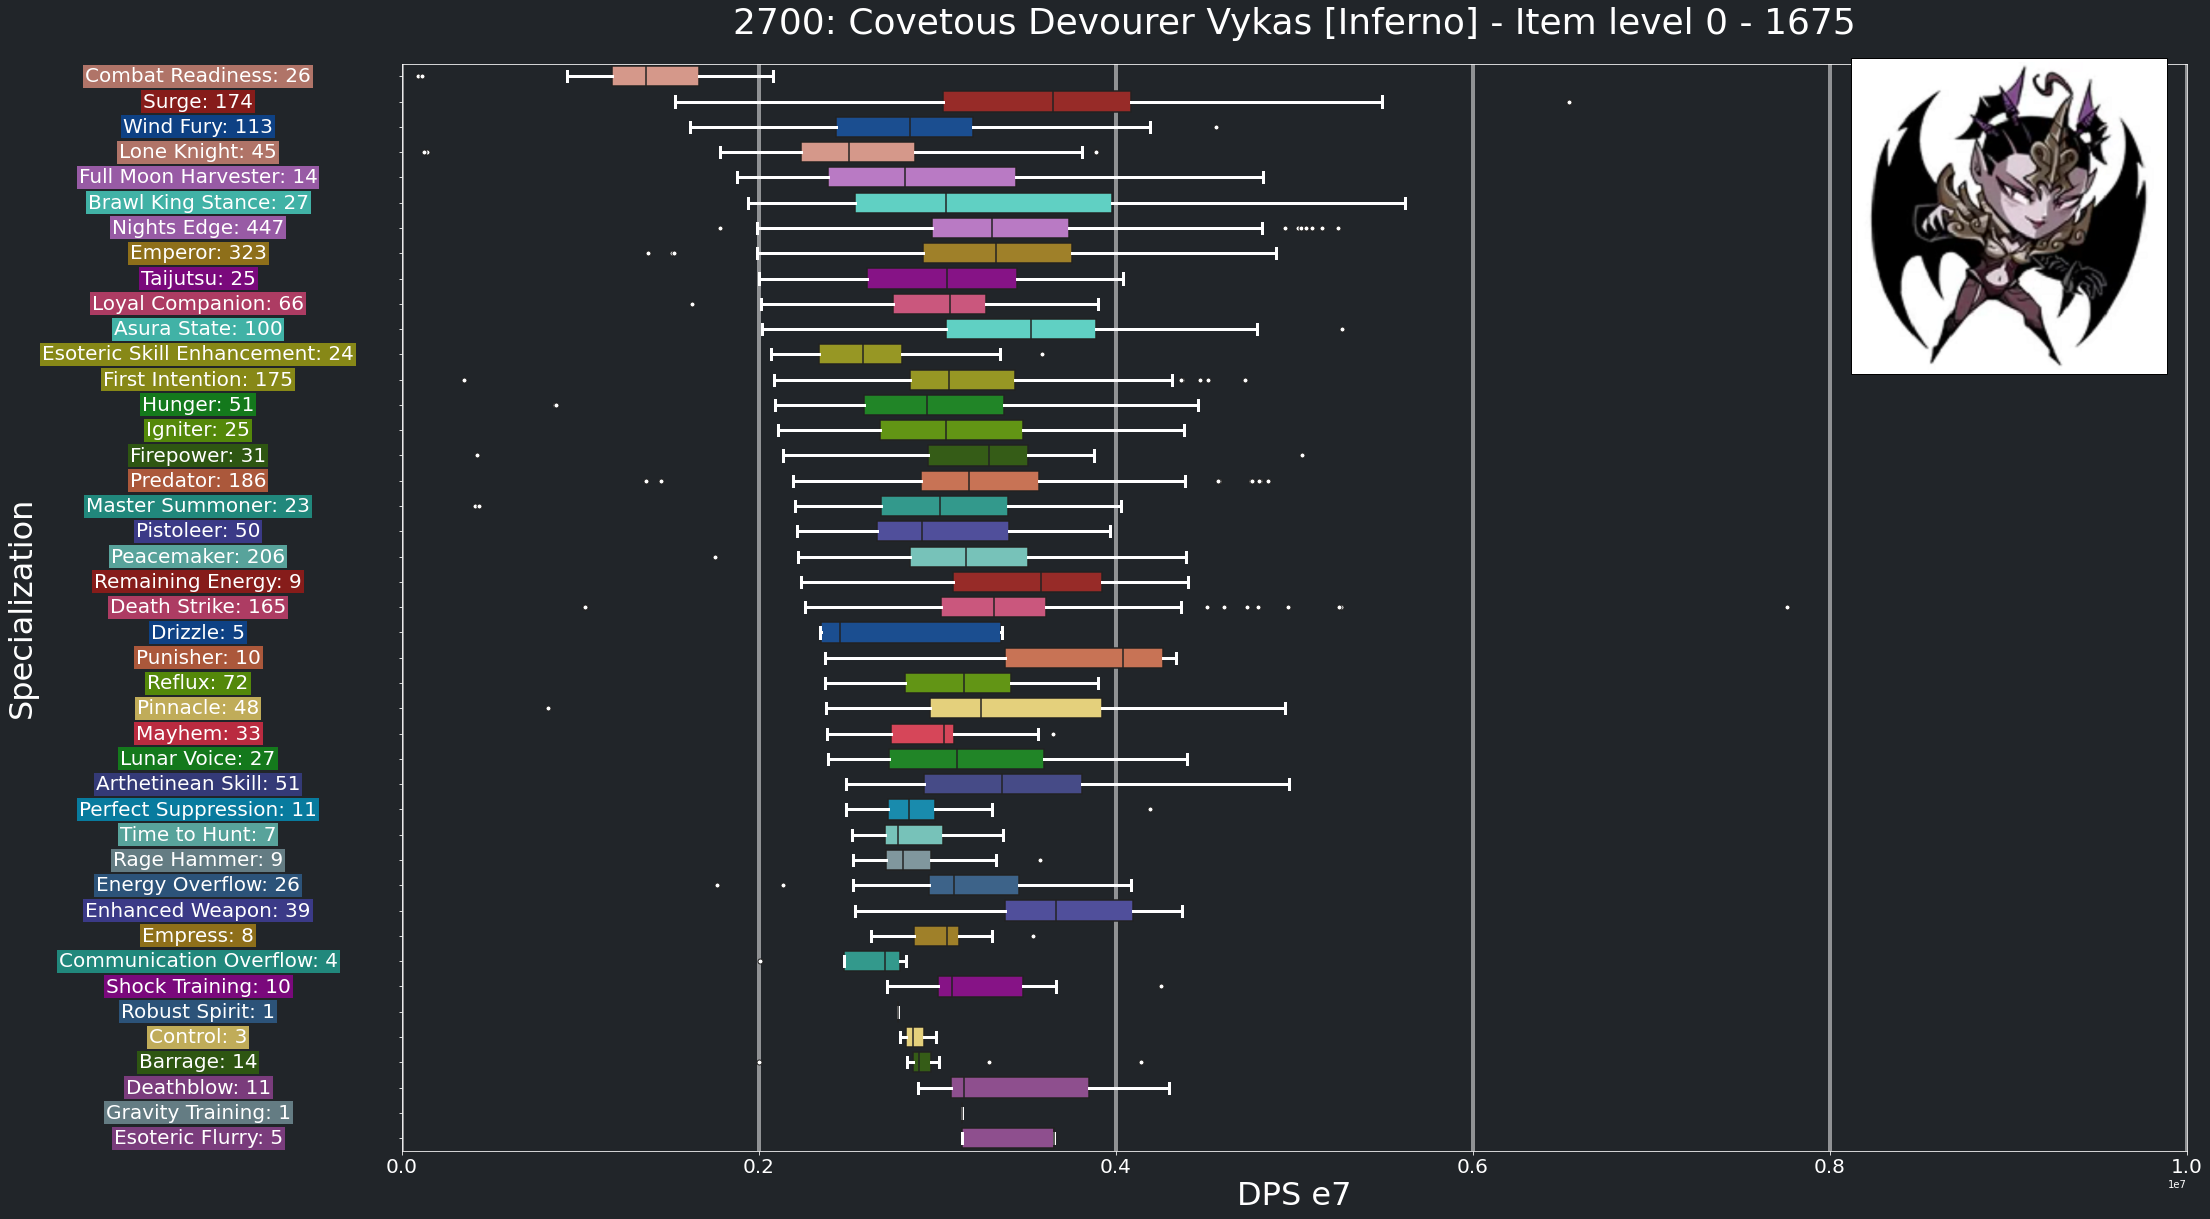 2700: Covetous Devourer Vykas [Inferno] - Item level 0 - 1675
Combat Readiness: 26
Surge: 174
Wind Fury: 113
Lone Knight: 45
Full Moon Harvester: 14
Brawl King Stance: 27
Nights Edge: 447
Emperor: 323
Taijutsu: 25
Loyal Companion: 66
Asura State: 100
Esoteric Skill Enhancement: 24
First Intention: 175
Hunger: 51
Igniter: 25
Firepower: 31
Predator: 186
Master Summoner: 23
Pistoleer: 50
Peacemaker: 206
Remaining Energy: 9
Death Strike: 165
Drizzle: 5
Punisher: 10
Reflux: 72
Pinnacle: 48
Mayhem: 33
Lunar Voice: 27
Arthetinean Skill: 51
Perfect Suppression: 11
Time to Hunt: 7
Rage Hammer: 9
Energy Overflow: 26
Enhanced Weapon: 39
Empress: 8
Communication Overflow: 4
Shock Training: 10
Robust Spirit: 1
Control: 3
Barrage: 14
Deathblow: 11
Gravity Training: 1
Esoteric Flurry: 5
Specialization
0.0 0.2 0.4 0.6 0.8 1.0
1e7
DPS e7